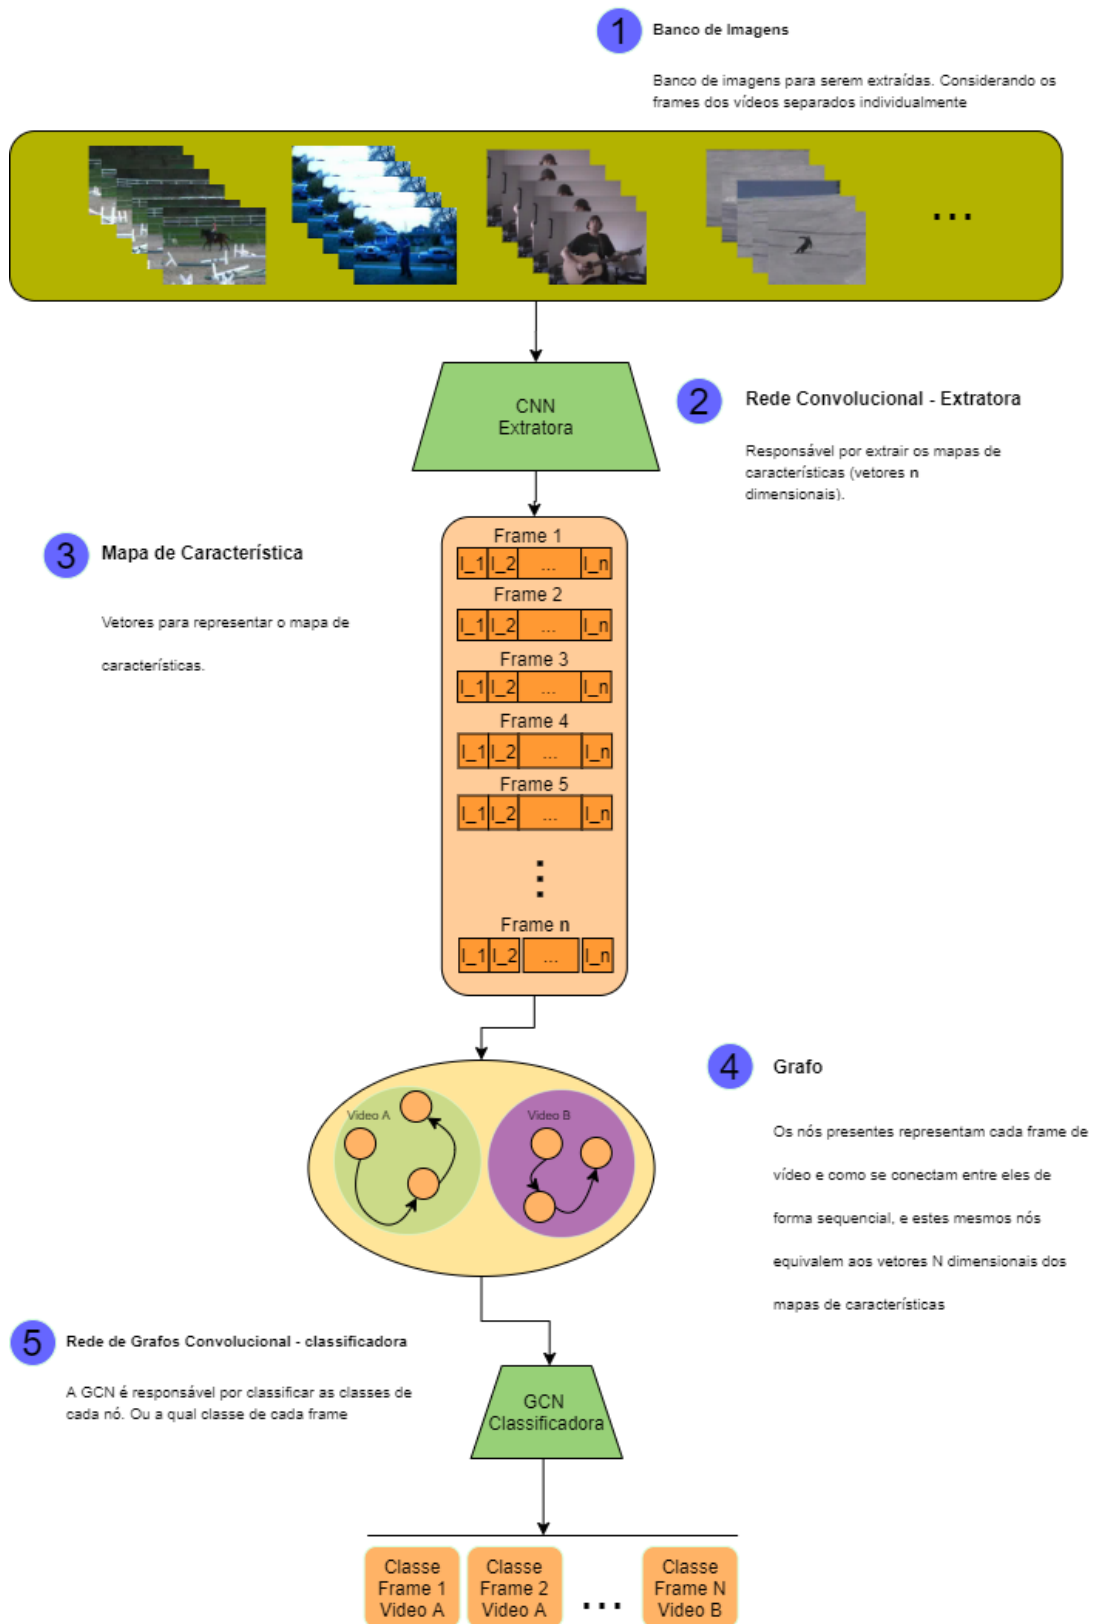 1
Banco de Imagens
Banco de imagens para serem extraídas. Considerando os
frames dos vídeos separados individualmente
...
CNN
Extratora
2
Rede Convolucional - Extratora
Responsável por extrair os mapas de
característicias (vetores n
dimensionais).
3
Mapa de Característica
Vetores para representar o mapa de
característicias.
Frame 1
I_1 I_2 ... I_n
Frame 2
I_1 I_2 ... I_n
Frame 3
I_1 I_2 ... I_n
Frame 4
I_1 I_2 ... I_n
Frame 5
I_1 I_2 ... I_n
Frame n
I_1 I_2 ... I_n
4
Grafo
Os nós presentes representam cada frame de
vídeo e como se conectam entre eles de
forma sequencial, e estes mesmos nós
equivalem aos vetores N dimensionais dos
mapas de característicias
Video A
Video B
5
Rede de Grafos Convolucional - classificadora
A GCN é responsável por classificar as classes de
cada nó. Ou a qual classe de cada frame
GCN
Classificadora
Classe
Frame 1
Video A
Classe
Frame 2
Video A
...
Classe
Frame N
Video B